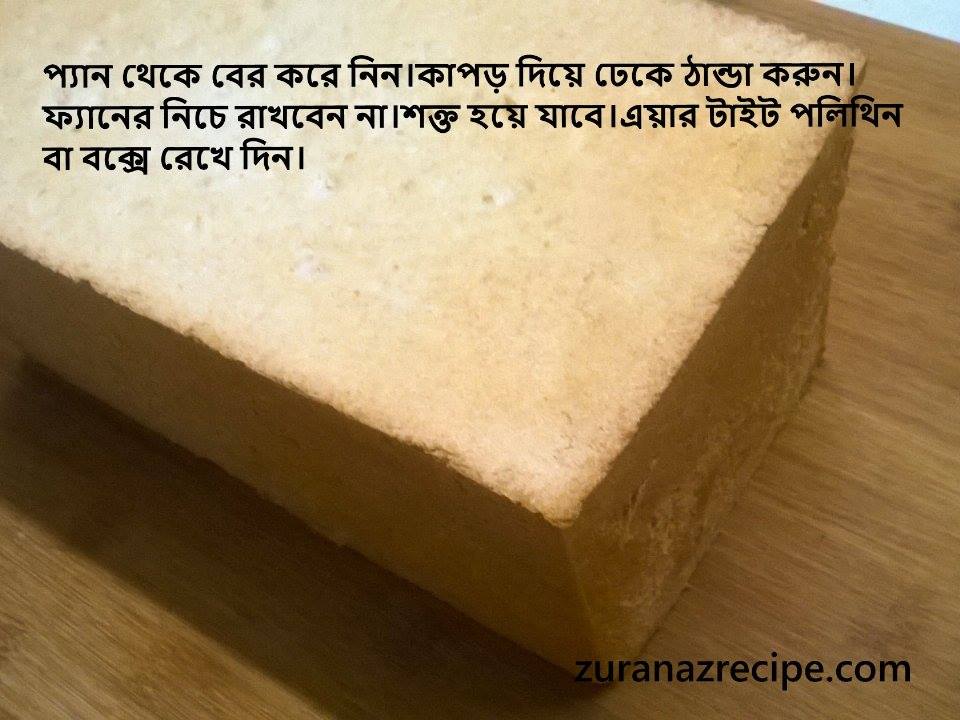 প্যান থেকে বের করে নিন।কাপড় দিয়ে ঢেকে ঠান্ডা করুন।
ফ্যানের নিচে রাখবেন না।শক্ত হয়ে যাবে।এয়ার টাইট পলিথিন
বা বক্সে রেখে দিন।
zuranazrecipe.com